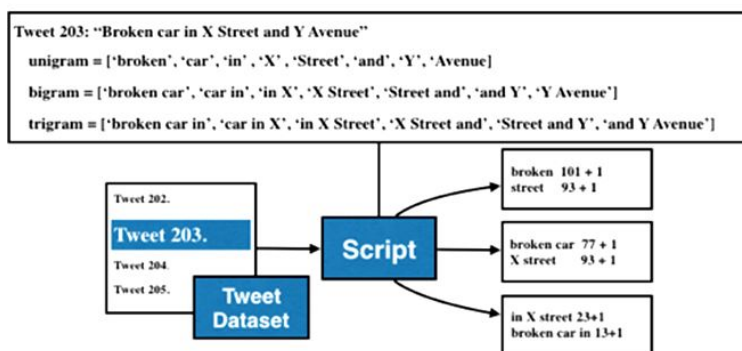 Tweet 203: “Broken car in X Street and Y Avenue”
unigram = [‘broken’, ‘car’, ‘in’ , ‘X’, ‘Street’, ‘and’, ‘Y’, ‘Avenue]
bigram = [‘broken car’, ‘car in’, ‘in X’, ‘X Street’, ‘Street and’, ‘and Y’, ‘Y Avenue’]
trigram = [‘broken car in’, ‘car in X’, ‘in X Street’, ‘X Street and’, ‘Street and Y’, ‘and Y Avenue’]
Tweet 202.
Tweet 203.
Tweet 204.
Tweet 205.
Tweet
Dataset
Script
broken 101 + 1
street 93 + 1
broken car 77 + 1
X street 93 + 1
in X street 23+1
broken car in 13+1